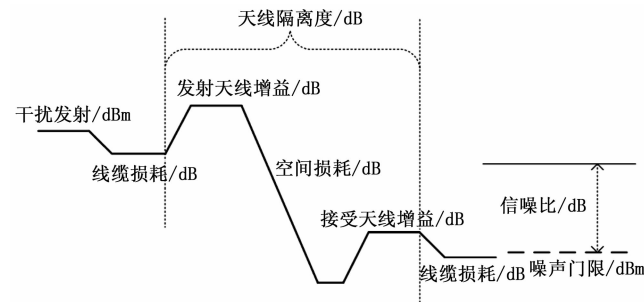 天线隔离度/dB
发射天线增益/dB
干扰发射/dBm
线缆损耗/dB
空间损耗/dB
接受天线增益/dB
信噪比/dB
线缆损耗/dB
噪声门限/dBm